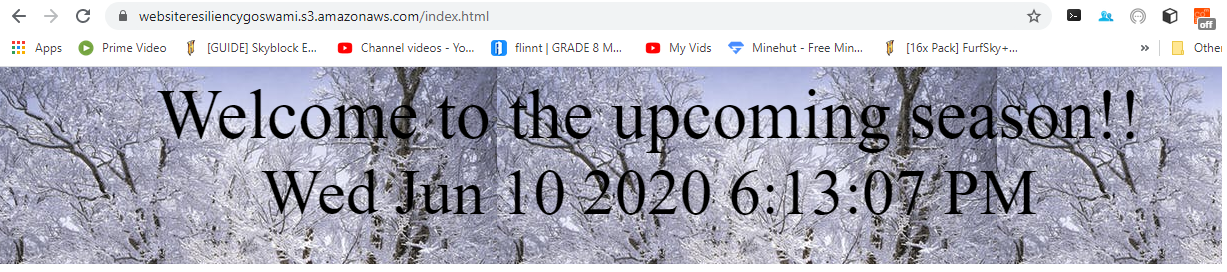 websiteresiliencygoswami.s3.amazonaws.com/index.html
off
Apps Prime Video [GUIDE] Skyblock E... Channel videos - Yo... flinnt | GRADE 8 M... My Vids Minehut - Free Min... [16x Pack] FurfSky+... » Othe
Welcome to the upcoming season!!
Wed Jun 10 2020 6:13:07 PM